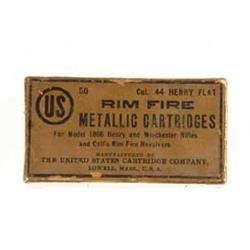 US
50 Cal. 44 HENRY FLAT
RIM FIRE
METALLIC CARTRIDGES
For Model 1866 Henry and Winchester Rifles
and Colt's Rim Fire Revolvers
MANUFACTURED BY
THE UNITED STATES CARTRIDGE COMPANY,
LOWELL, MASS., U.S.A.